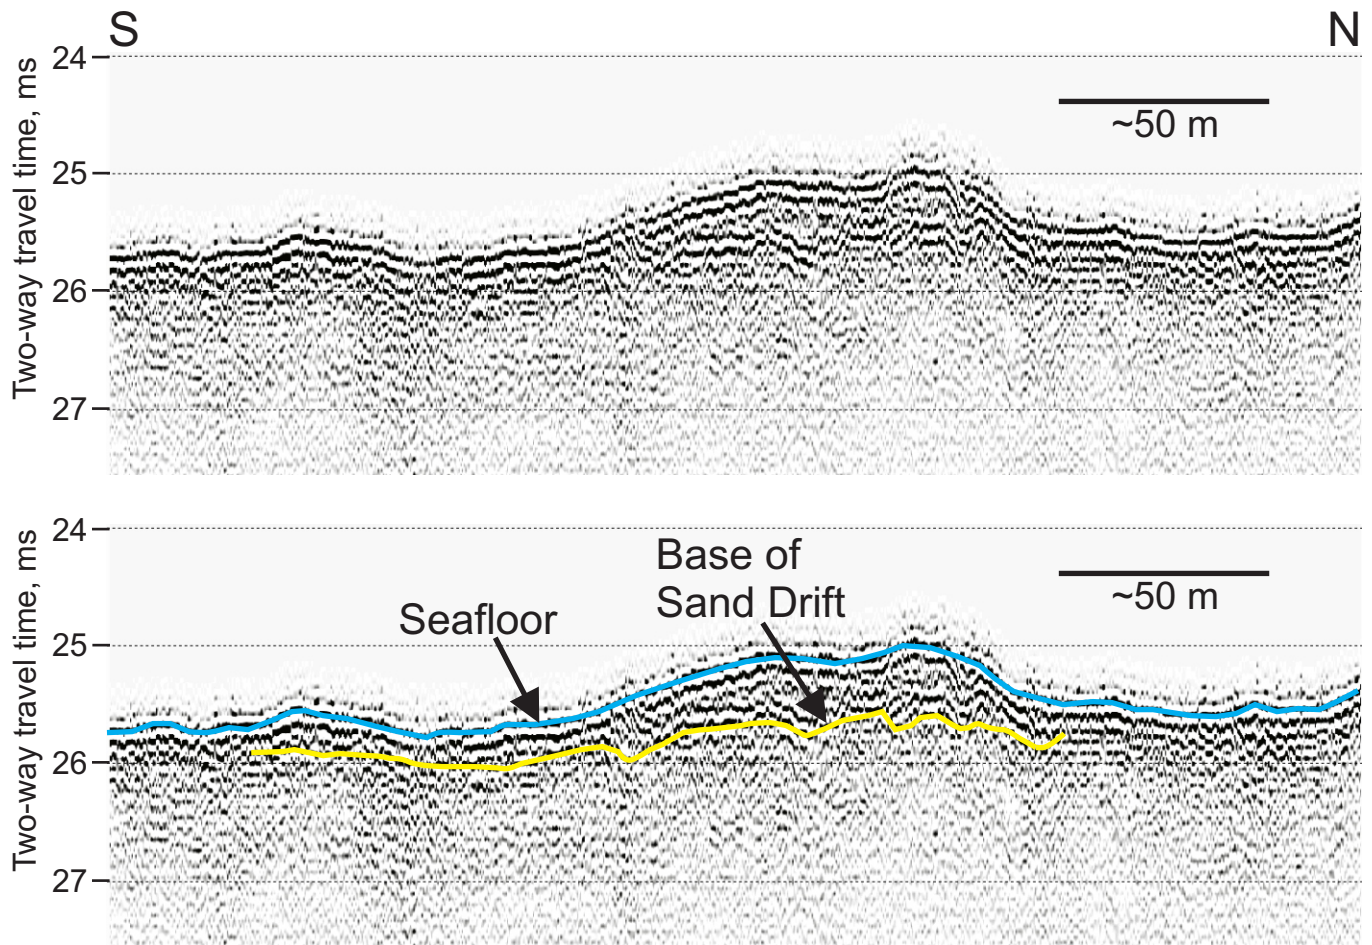 S
N
24
25
26
27
Two-way travel time, ms
~50 m
24
25
26
27
Two-way travel time, ms
Base of
Sand Drift
Seafloor
~50 m